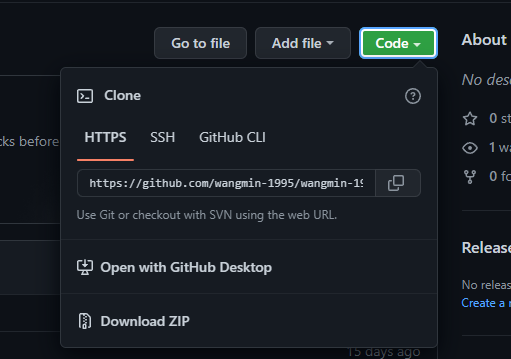 Go to file
Add file
Code
About
Clone
No des
HTTPS
SSH
GitHub CLI
0 st
cks before
1 wa
https://github.com/wangmin-1995/wangmin-19
0 fo
Use Git or checkout with SVN using the web URL.
Release
Open with GitHub Desktop
No releas
Create a r
Download ZIP
15 days ago